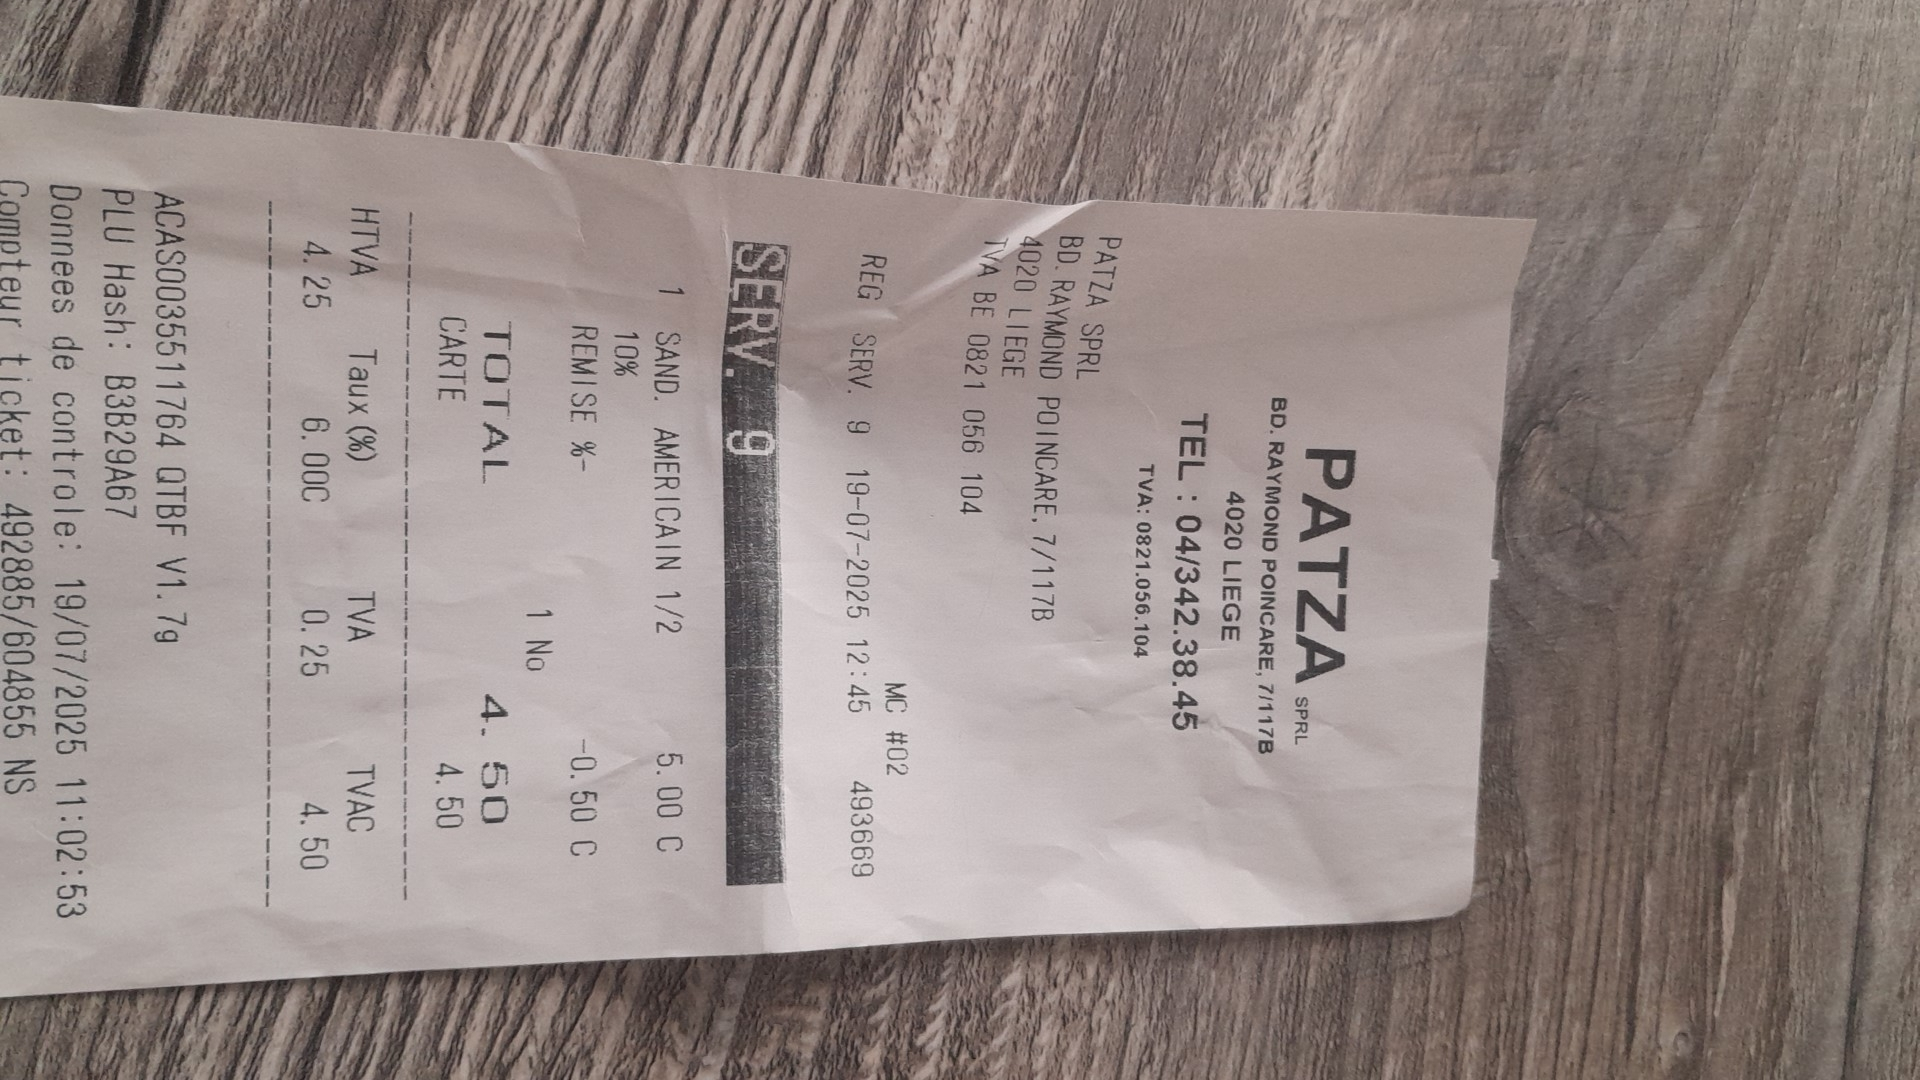 PATZA SPRL
BD. RAYMOND POINCARE, 7/117B
4020 LIEGE
TEL : 04/342.38.45
TVA: 0821.056.104
PATZA SPRL
BD. RAYMOND POINCARE, 7/117B
4020 LIEGE
TVA BE 0821 056 104
MC #02
REG SERV. 9 19-07-2025 12:45 493669
SERV. 9
1 SAND. AMERICAIN 1/2 5.00 C
10%
REMISE %- -0.50 C
1 No
TOTAL 4.50
CARTE 4.50
HTVA Taux(%) TVA TVAC
4.25 6.00C 0.25 4.50
ACAS003551​1764 QTBF V1.7g
PLU Hash: B3B29A67
Donnees de controle: 19/07/2025 11:02:53
Compteur ticket: 492885/604855 NS